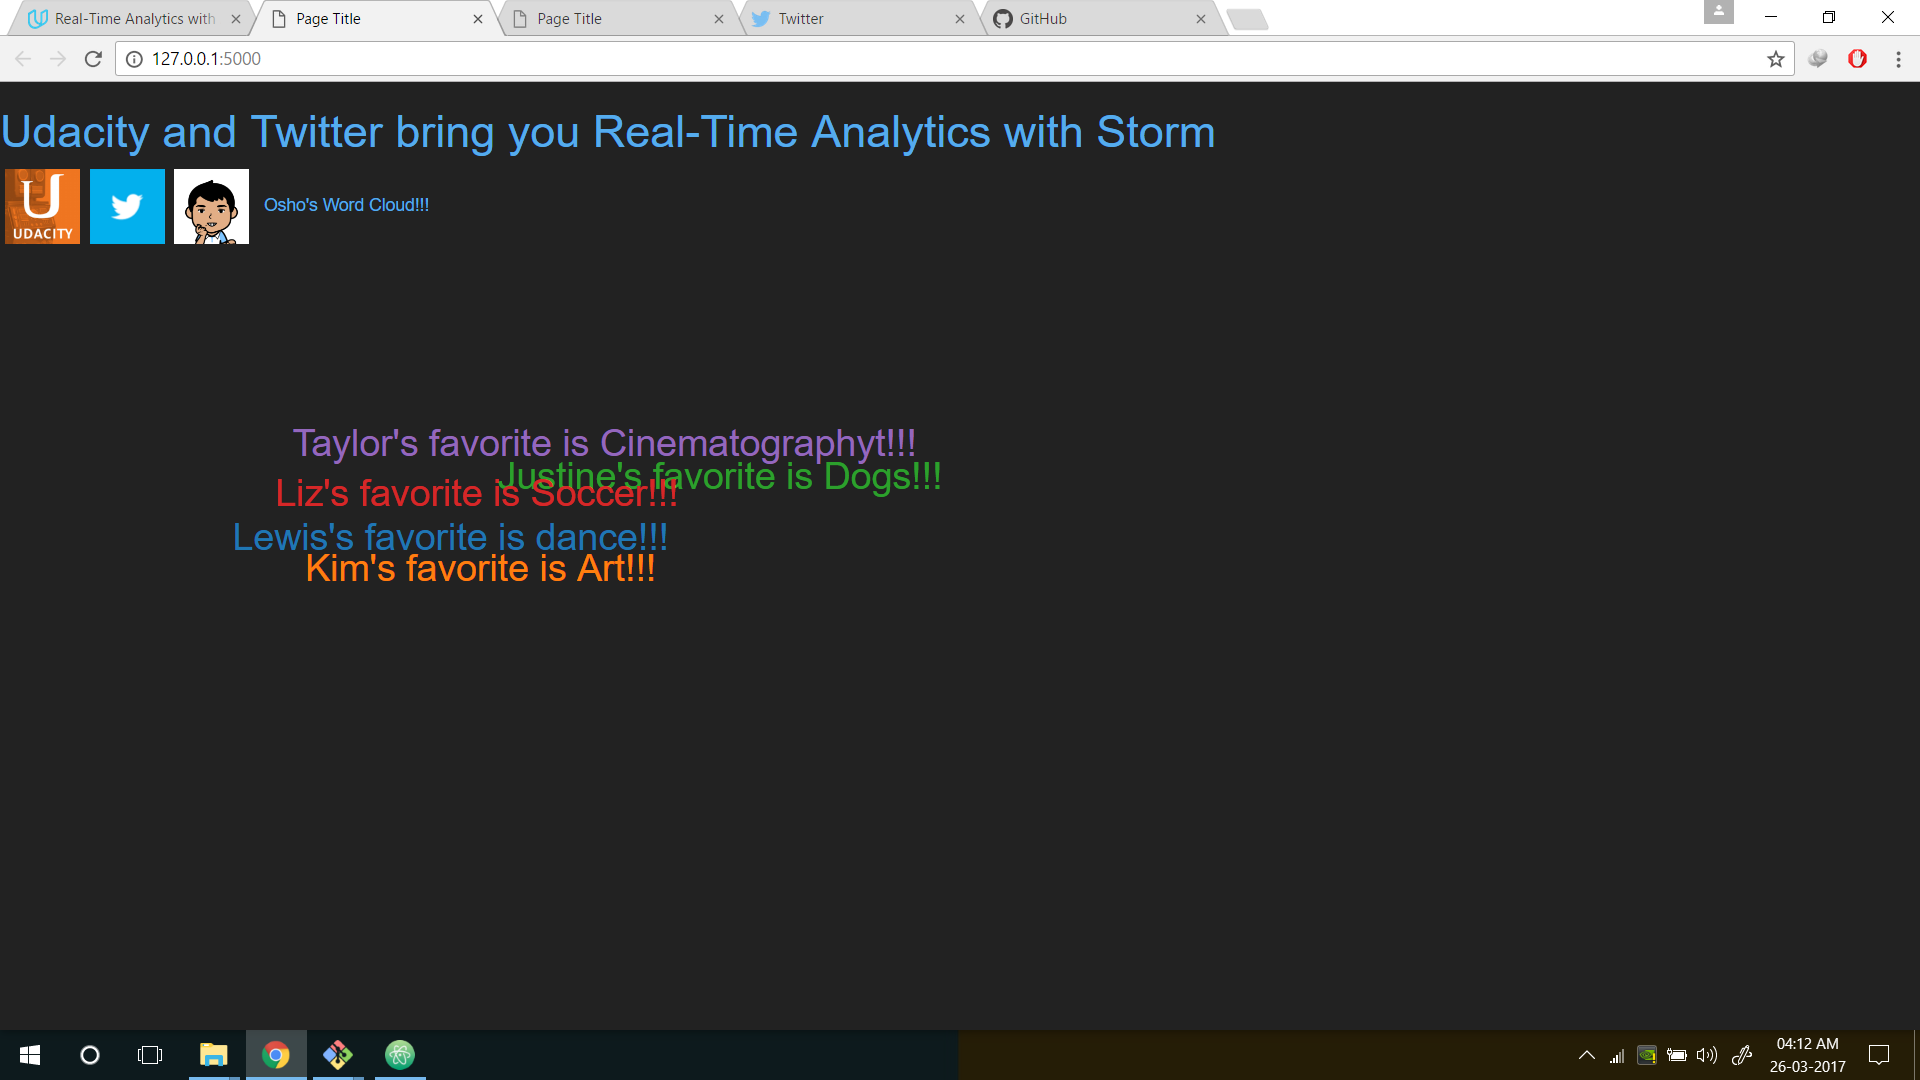 Real-Time Analytics with
Page Title
Page Title
Twitter
GitHub
127.0.0.1:5000
Udacity and Twitter bring you Real-Time Analytics with Storm
U
UDACITY
Osho's Word Cloud!!!
Taylor's favorite is Cinematographyt!!!
Justine's favorite is Dogs!!!
Liz's favorite is Soccer!!!
Lewis's favorite is dance!!!
Kim's favorite is Art!!!
04:12 AM
26-03-2017